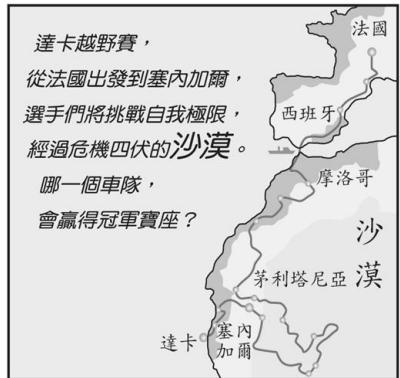 達卡越野賽，
從法國出發到塞內加爾，
選手們將挑戰自我極限，
經過危機四伏的沙漠。
哪一個車隊，
會贏得冠軍寶座？
法國
西班牙
摩洛哥
沙
漠
茅利塔尼亞
塞內
加爾
達卡